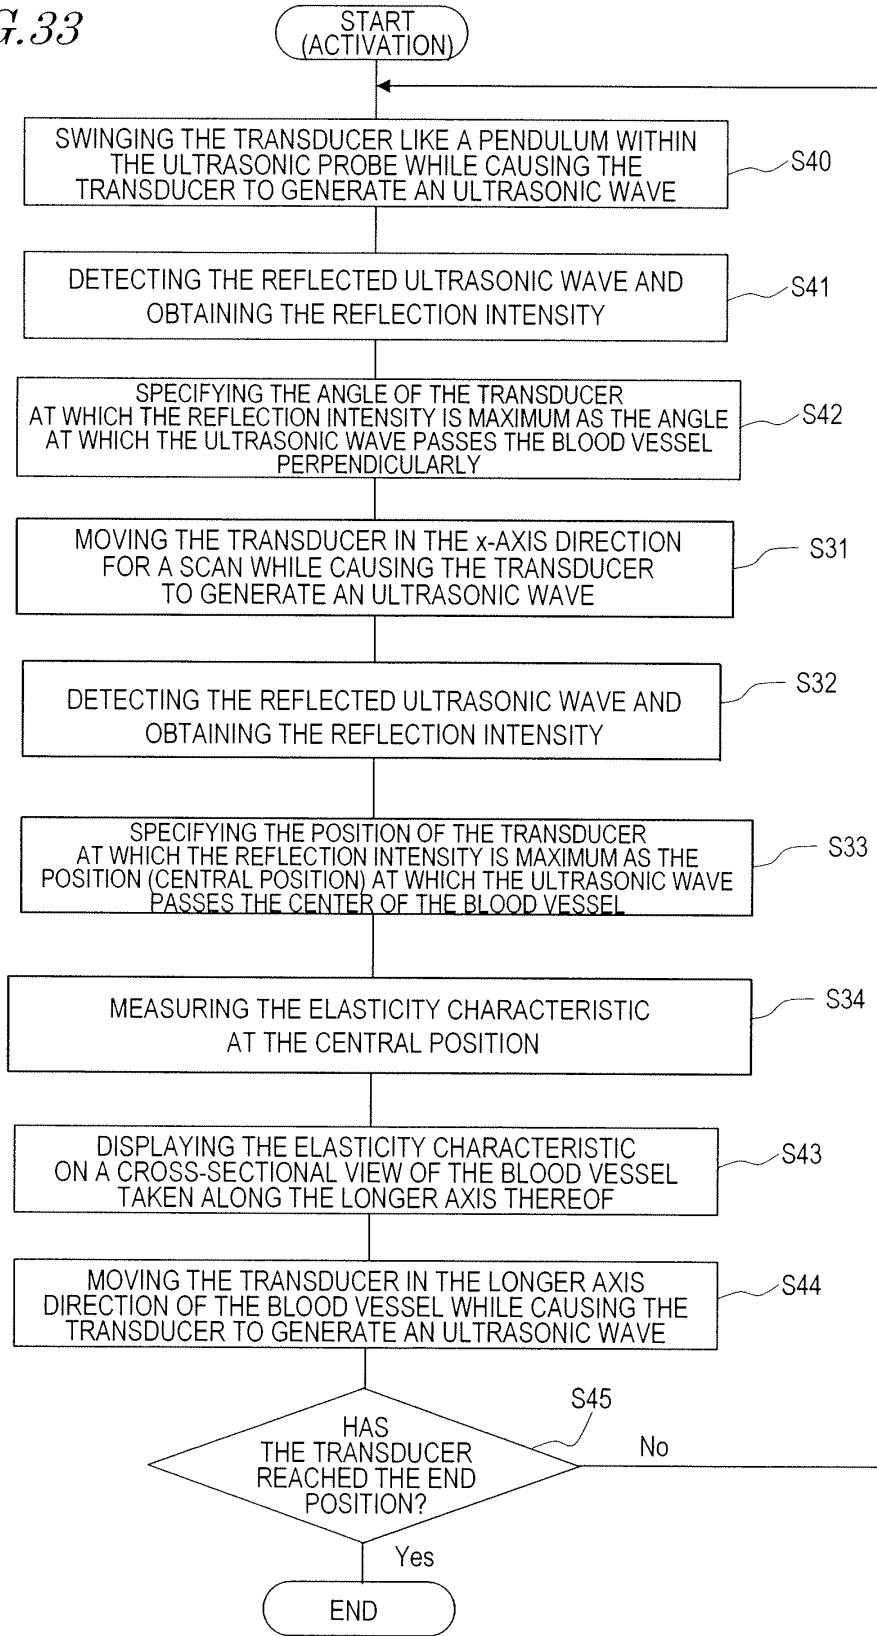 G.33
START
(ACTIVATION)
SWINGING THE TRANSDUCER LIKE A PENDULUM WITHIN
THE ULTRASONIC PROBE WHILE CAUSING THE
TRANSDUCER TO GENERATE AN ULTRASONIC WAVE
S40
DETECTING THE REFLECTED ULTRASONIC WAVE AND
OBTAINING THE REFLECTION INTENSITY
S41
SPECIFYING THE ANGLE OF THE TRANSDUCER
AT WHICH THE REFLECTION INTENSITY IS MAXIMUM AS THE ANGLE
AT WHICH THE ULTRASONIC WAVE PASSES THE BLOOD VESSEL
PERPENDICULARLY
S42
MOVING THE TRANSDUCER IN THE x-AXIS DIRECTION
FOR A SCAN WHILE CAUSING THE TRANSDUCER
TO GENERATE AN ULTRASONIC WAVE
S31
DETECTING THE REFLECTED ULTRASONIC WAVE AND
OBTAINING THE REFLECTION INTENSITY
S32
SPECIFYING THE POSITION OF THE TRANSDUCER
AT WHICH THE REFLECTION INTENSITY IS MAXIMUM AS THE
POSITION (CENTRAL POSITION) AT WHICH THE ULTRASONIC WAVE
PASSES THE CENTER OF THE BLOOD VESSEL
S33
MEASURING THE ELASTICITY CHARACTERISTIC
AT THE CENTRAL POSITION
S34
DISPLAYING THE ELASTICITY CHARACTERISTIC
ON A CROSS-SECTIONAL VIEW OF THE BLOOD VESSEL
TAKEN ALONG THE LONGER AXIS THEREOF
S43
MOVING THE TRANSDUCER IN THE LONGER AXIS
DIRECTION OF THE BLOOD VESSEL WHILE CAUSING THE
TRANSDUCER TO GENERATE AN ULTRASONIC WAVE
S44
HAS
THE TRANSDUCER
REACHED THE END
POSITION?
S45
No
Yes
END